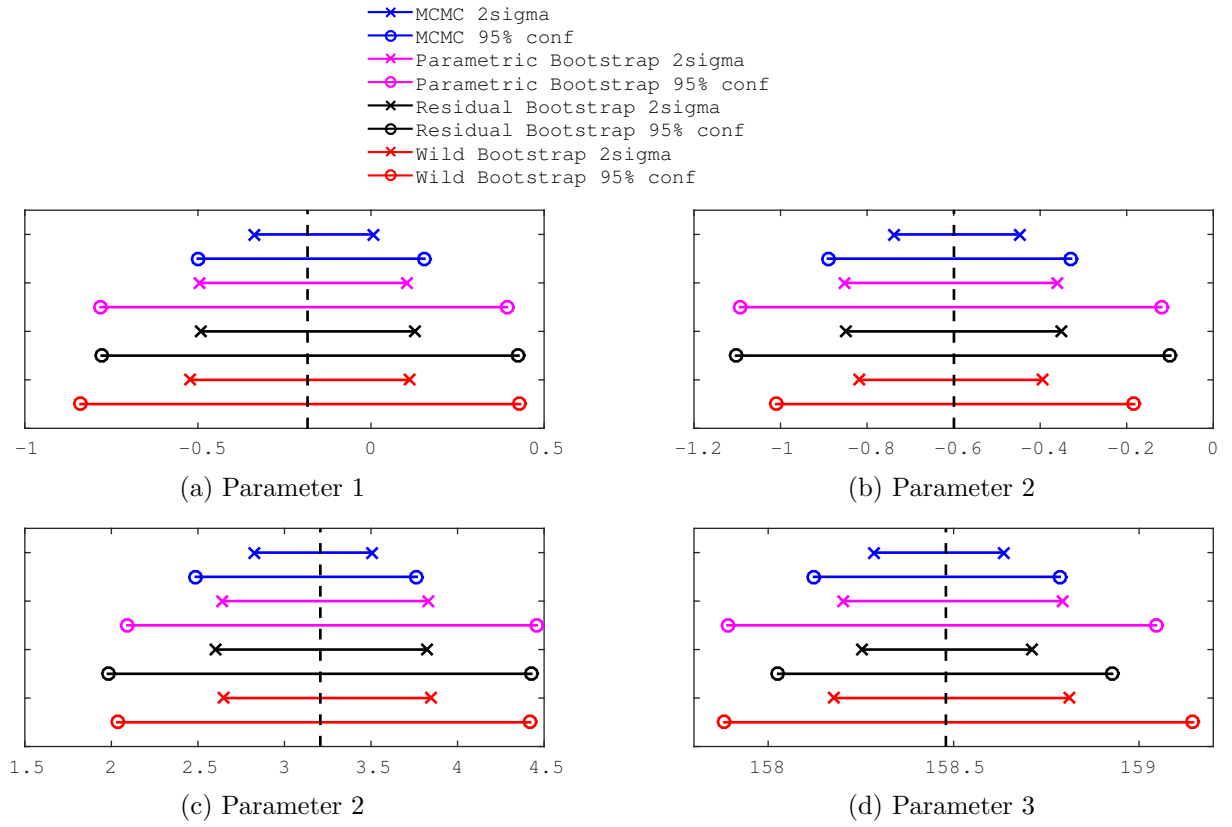 MCMC 2sigma
MCMC 95% conf
Parametric Bootstrap 2sigma
Parametric Bootstrap 95% conf
Residual Bootstrap 2sigma
Residual Bootstrap 95% conf
Wild Bootstrap 2sigma
Wild Bootstrap 95% conf
-1 -0.5 0 0.5
(a) Parameter 1
-1.2 -1 -0.8 -0.6 -0.4 -0.2 0
(b) Parameter 2
1.5 2 2.5 3 3.5 4 4.5
(c) Parameter 2
158 158.5 159
(d) Parameter 3